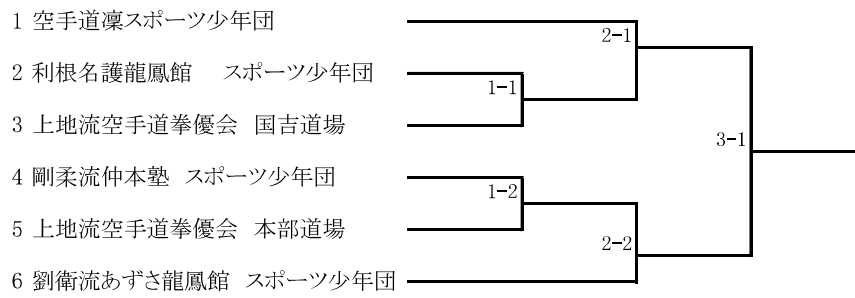 1 空手道凜スポーツ少年団
2-1
2 利根名護龍鳳館 スポーツ少年団
1-1
3 上地流空手道拳優会 国吉道場
3-1
4 剛柔流仲本塾 スポーツ少年団
1-2
5 上地流空手道拳優会 本部道場
2-2
6 劉衛流あずさ龍鳳館 スポーツ少年団